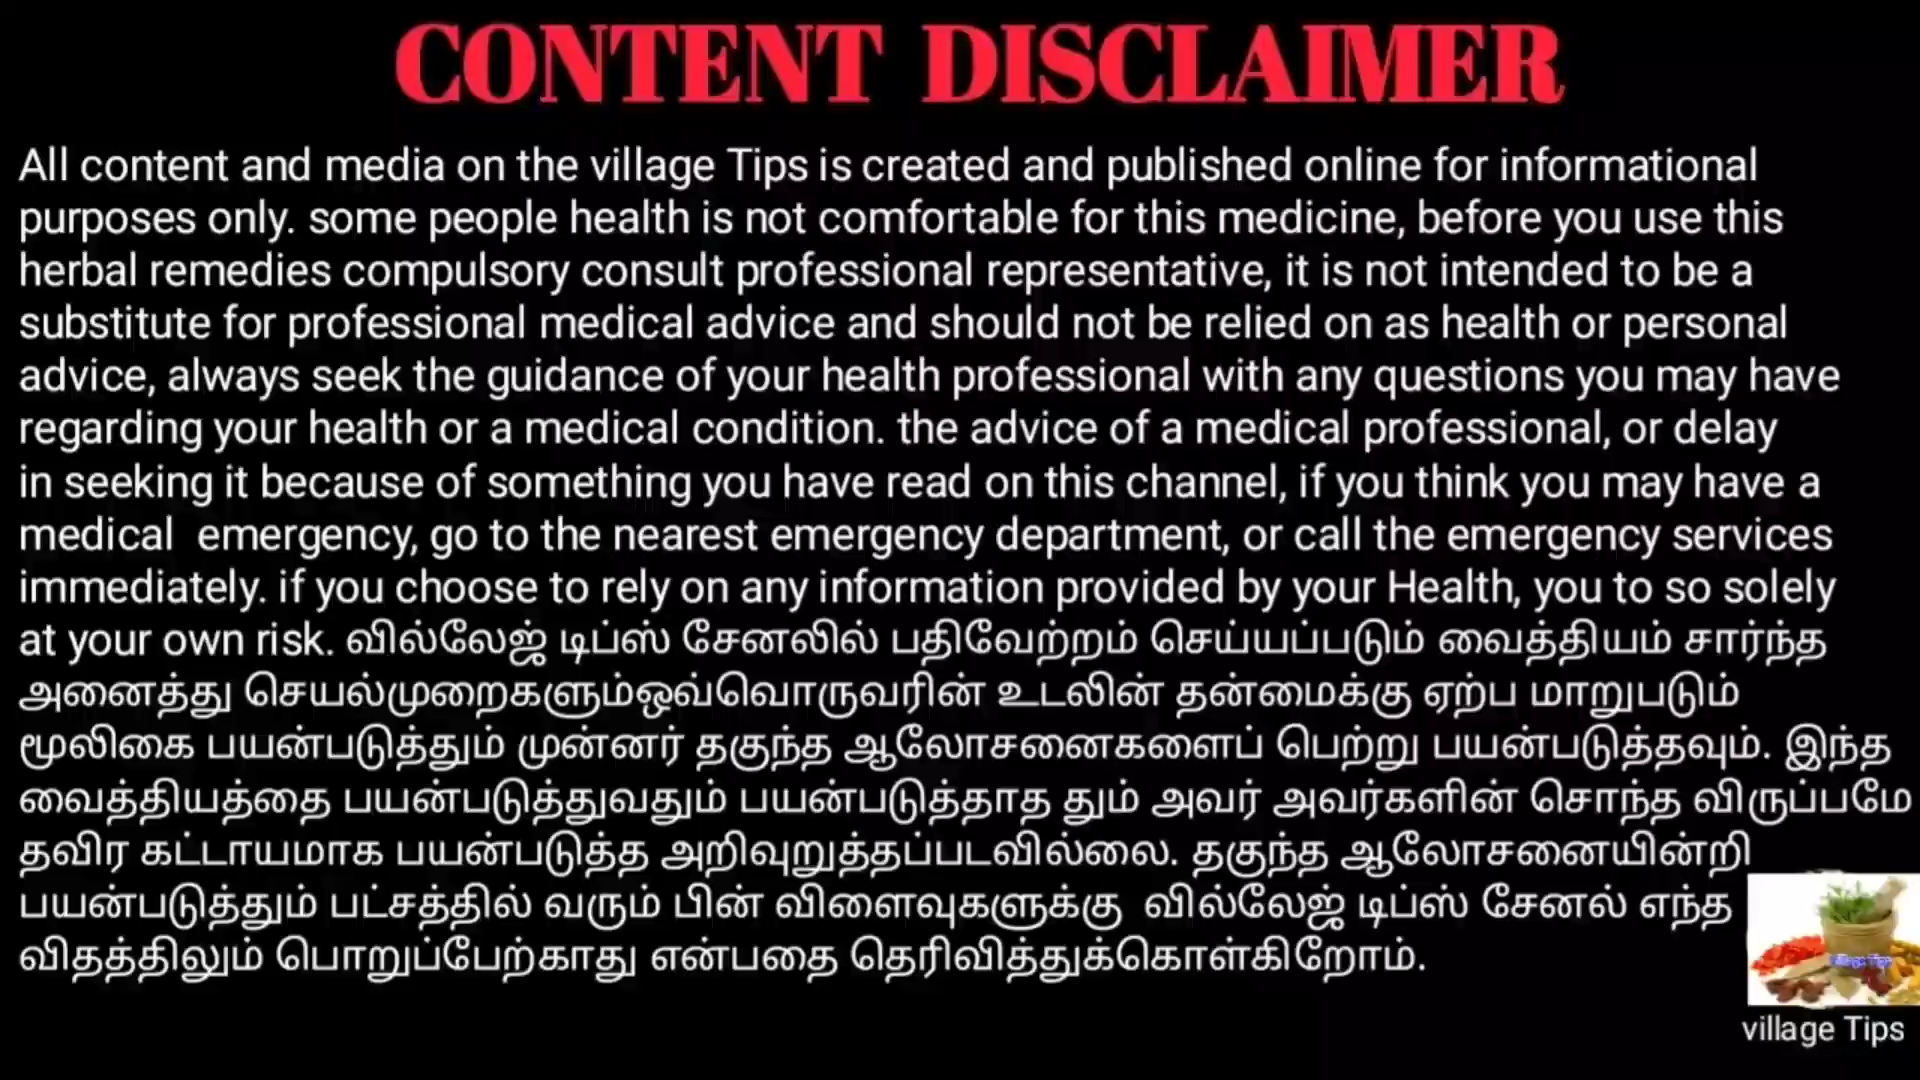 CONTENT DISCLAIMER
All content and media on the village Tips is created and published online for informational
purposes only. some people health is not comfortable for this medicine, before you use this
herbal remedies compulsory consult professional representative, it is not intended to be a
substitute for professional medical advice and should not be relied on as health or personal
advice, always seek the guidance of your health professional with any questions you may have
regarding your health or a medical condition. the advice of a medical professional, or delay
in seeking it because of something you have read on this channel, if you think you may have a
medical  emergency, go to the nearest emergency department, or call the emergency services
immediately. if you choose to rely on any information provided by your Health, you to so solely
at your own risk. வில்லேஜ் டிப்ஸ் சேனலில் பதிவேற்றம் செய்யப்படும் வைத்தியம் சார்ந்த
அனைத்து செயல்முறைகளும்ஒவ்வொருவரின் உடலின் தன்மைக்கு ஏற்ப மாறுபடும்
மூலிகை பயன்படுத்தும் முன்னர் தகுந்த ஆலோசனைகளைப் பெற்று பயன்படுத்தவும். இந்த
வைத்தியத்தை பயன்படுத்துவதும் பயன்படுத்தாத தும் அவர் அவர்களின் சொந்த விருப்பமே
தவிர கட்டாயமாக பயன்படுத்த அறிவுறுத்தப்படவில்லை. தகுந்த ஆலோசனையின்றி
பயன்படுத்தும் பட்சத்தில் வரும் பின் விளைவுகளுக்கு  வில்லேஜ் டிப்ஸ் சேனல் எந்த
விதத்திலும் பொறுப்பேற்காது என்பதை தெரிவித்துக்கொள்கிறோம்.
village Tips